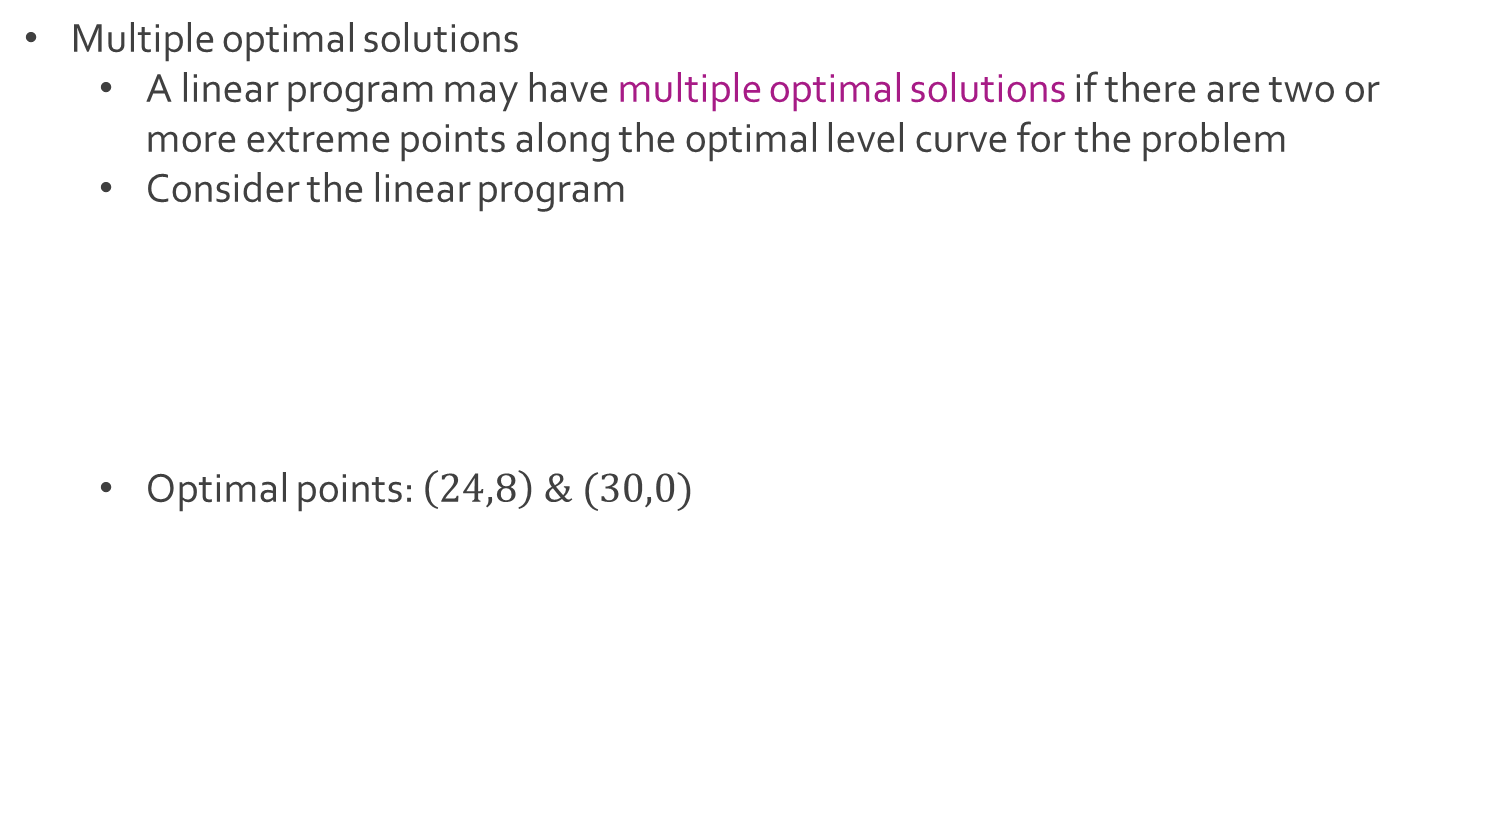 • Multiple optimal solutions
• A linear program may have multiple optimal solutions if there are two or
more extreme points along the optimal level curve for the problem
• Consider the linear program
• Optimal points: (24,8) & (30,0)